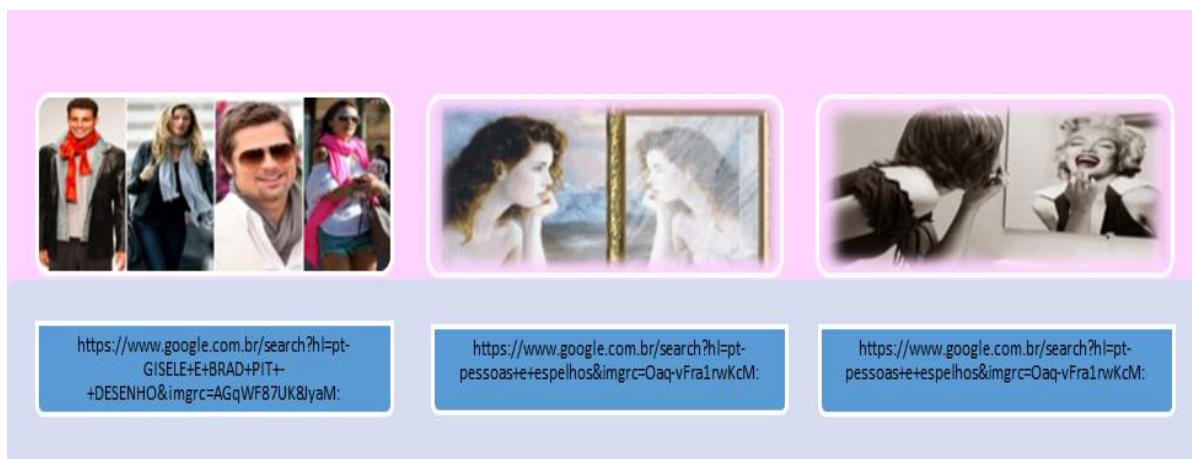 https://www.google.com.br/search?hl=pt-
GISELE+E+BRAD+PIT+-
+DESENHO&imgrc=AGqWF87UK8JyaM:
https://www.google.com.br/search?hl=pt-
pessoas+e+espelhos&imgrc=Oaq-vFra1rwKcM:
https://www.google.com.br/search?hl=pt-
pessoas+e+espelhos&imgrc=Oaq-vFra1rwKcM: